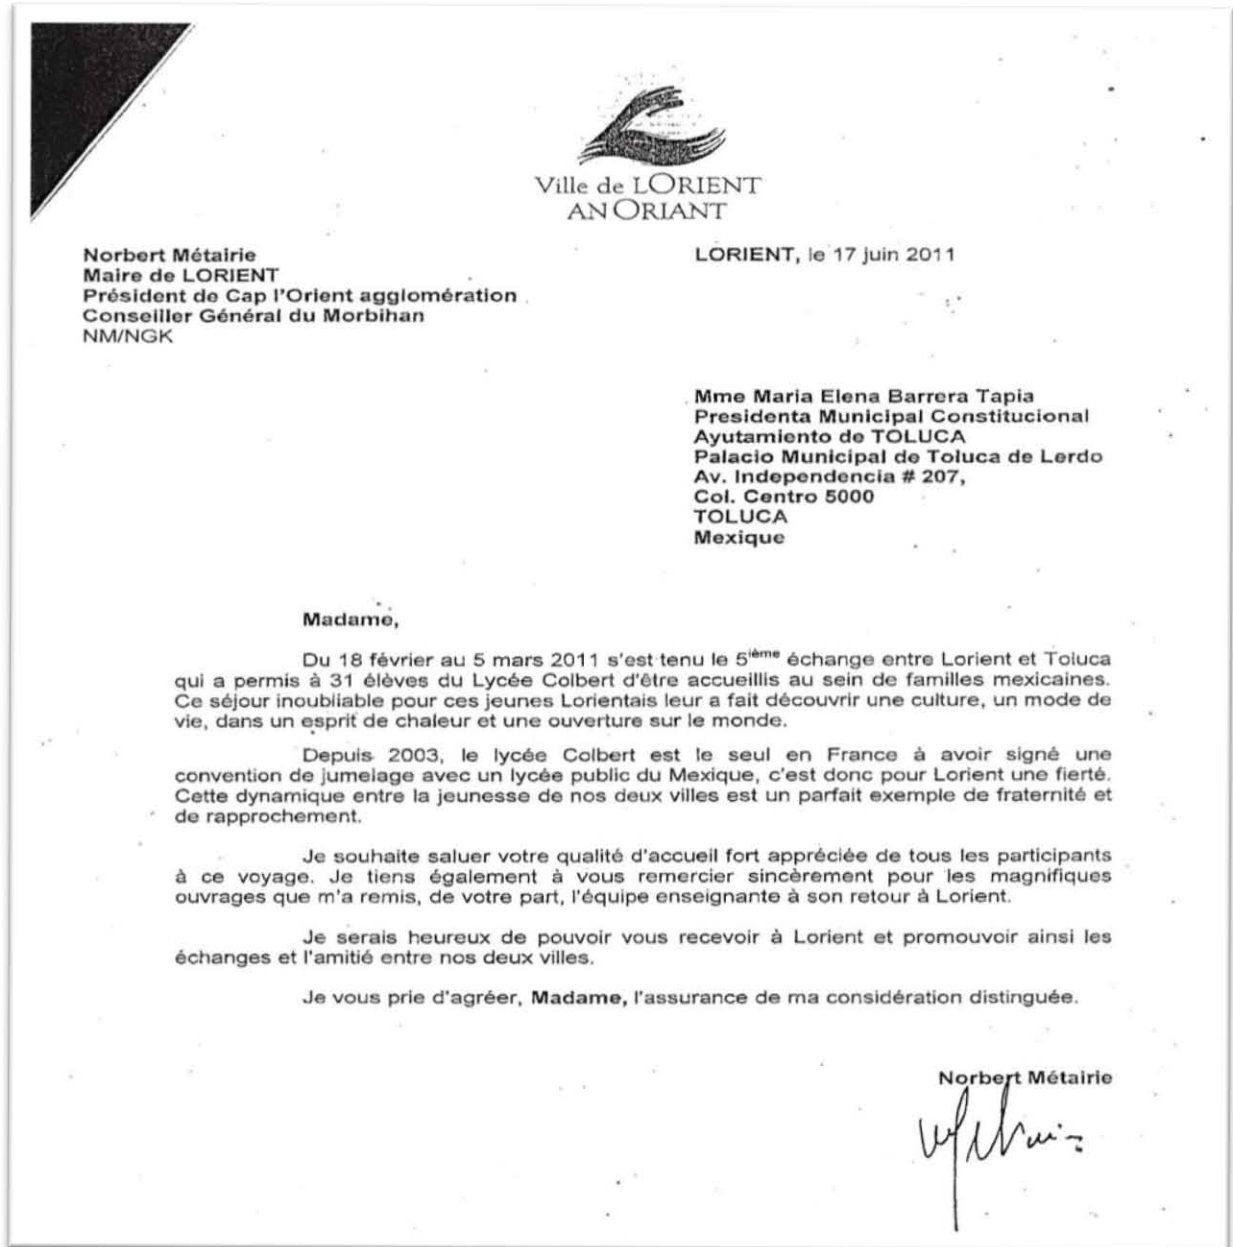 Ville de LORIENT
AN ORIANT
Norbert Métairie
Maire de LORIENT
Président de Cap l'Orient agglomération
Conseiller Général du Morbihan
NM/NGK
LORIENT, le 17 juin 2011
Mme Maria Elena Barrera Tapia
Presidenta Municipal Constitucional
Ayutamiento de TOLUCA
Palacio Municipal de Toluca de Lerdo
Av. Independencia # 207,
Col. Centro 5000
TOLUCA
Mexique
Madame,
Du 18 février au 5 mars 2011 s'est tenu le 5ième échange entre Lorient et Toluca
qui a permis à 31 élèves du Lycée Colbert d'être accueillis au sein de familles mexicaines.
Ce séjour inoubliable pour ces jeunes Lorientais leur a fait découvrir une culture, un mode de
vie, dans un esprit de chaleur et une ouverture sur le monde.
Depuis 2003, le lycée Colbert est le seul en France à avoir signé une
convention de jumelage avec un lycée public du Mexique, c'est donc pour Lorient une fierté.
Cette dynamique entre la jeunesse de nos deux villes est un parfait exemple de fraternité et
de rapprochement.
Je souhaite saluer votre qualité d'accueil fort appréciée de tous les participants
à ce voyage. Je tiens également à vous remercier sincèrement pour les magnifiques
ouvrages que m'a remis, de votre part, l'équipe enseignante à son retour à Lorient.
Je serais heureux de pouvoir vous recevoir à Lorient et promouvoir ainsi les
échanges et l'amitié entre nos deux villes.
Je vous prie d'agréer, Madame, l'assurance de ma considération distinguée.
Norbert Métairie